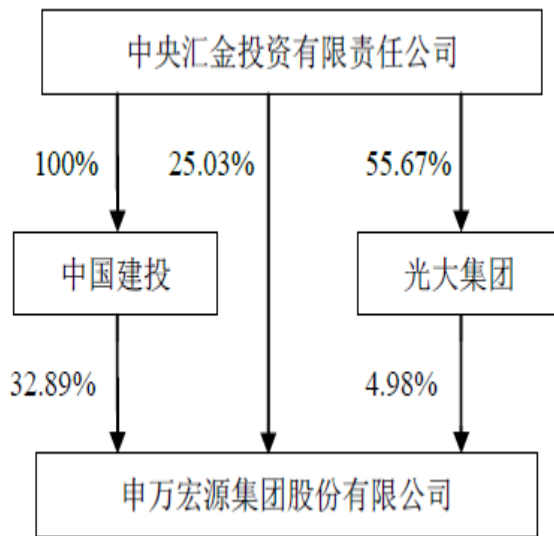 中央汇金投资有限责任公司
100%
25.03%
55.67%
中国建投
光大集团
32.89%
4.98%
申万宏源集团股份有限公司